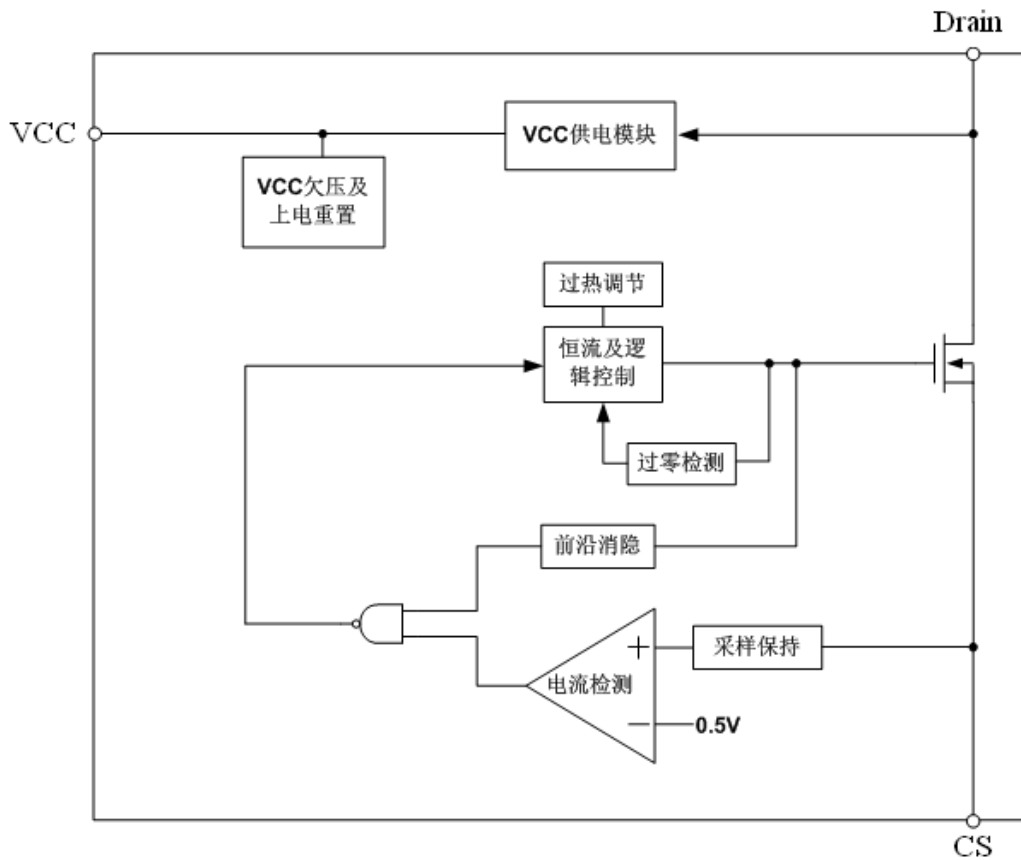 Drain
VCC
VCC供电模块
VCC欠压及
上电重置
过热调节
恒流及逻
辑控制
过零检测
前沿消隐
采样保持
+
电流检测
−
0.5V
CS